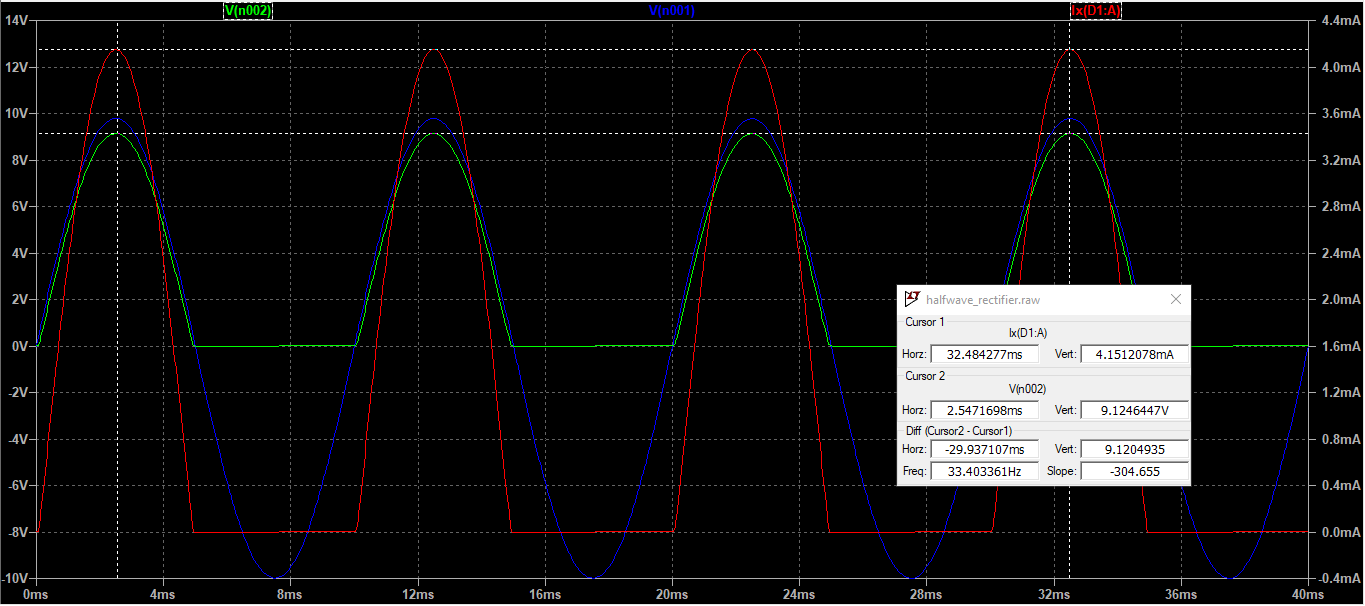 V(n002) V(n001) Ix(D1:A)
14V 4.4mA
12V 4.0mA
10V 3.6mA
8V 3.2mA
6V 2.8mA
4V 2.4mA
2V 2.0mA
0V 1.6mA
-2V 1.2mA
-4V 0.8mA
-6V 0.4mA
-8V 0.0mA
-10V -0.4mA
0ms 4ms 8ms 12ms 16ms 20ms 24ms 28ms 32ms 36ms 40ms
halfwave_rectifier.raw
Cursor 1
Ix(D1:A)
Horz: 32.484277ms Vert: 4.1512078mA
Cursor 2
V(n002)
Horz: 2.5471698ms Vert: 9.1246447V
Diff (Cursor2 - Cursor1)
Horz: -29.937107ms Vert: 9.1204935
Freq: 33.403361Hz Slope: -304.655